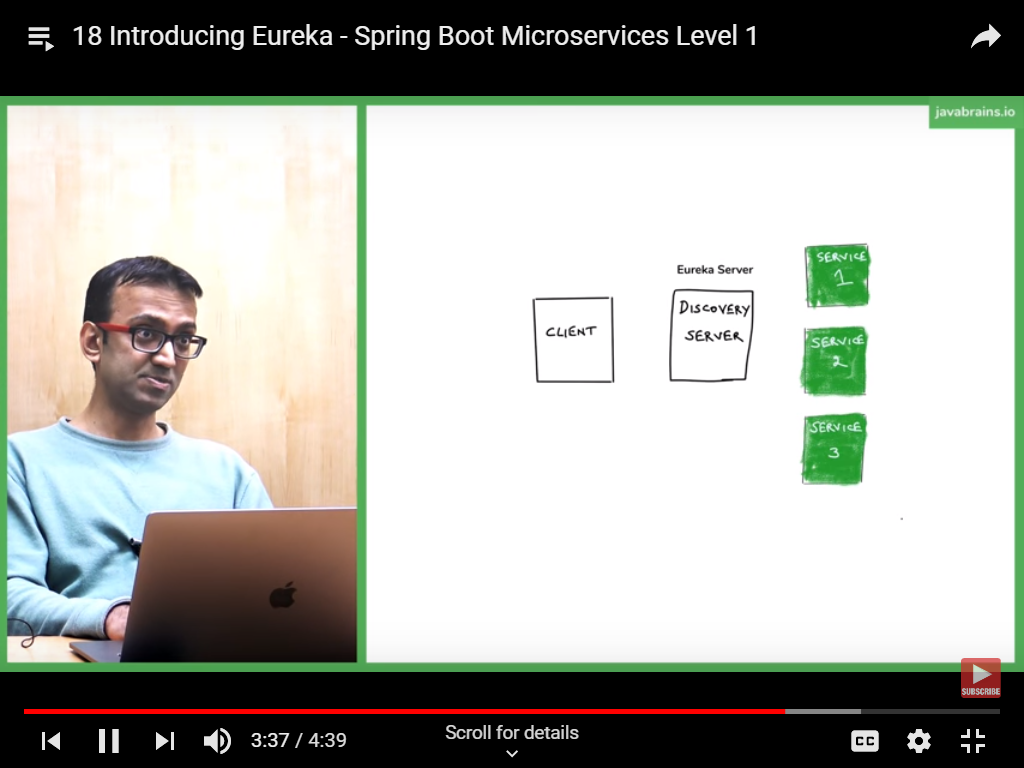 18 Introducing Eureka - Spring Boot Microservices Level 1
javabrains.io
SERVICE
1
Eureka Server
DISCOVERY
SERVER
CLIENT
SERVICE
2
SERVICE
3
SUBSCRIBE
3:37 / 4:39
Scroll for details
CC